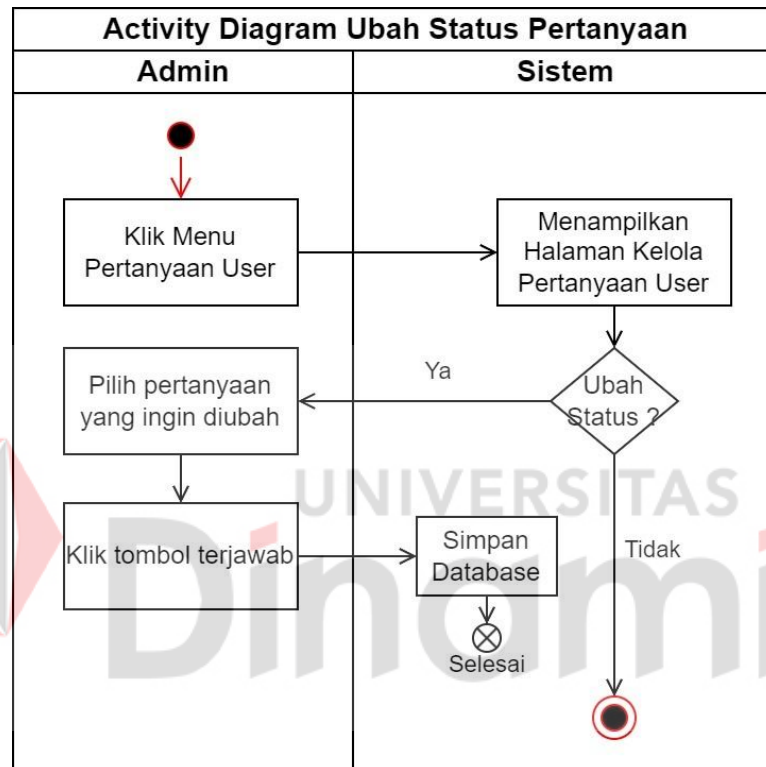 Activity Diagram Ubah Status Pertanyaan
Admin
Sistem
Klik Menu
Pertanyaan User
Menampilkan
Halaman Kelola
Pertanyaan User
Pilih pertanyaan
yang ingin diubah
Ya
Ubah
Status ?
Klik tombol terjawab
Simpan
Database
Tidak
Selesai
UNIVERSITAS
Dinami